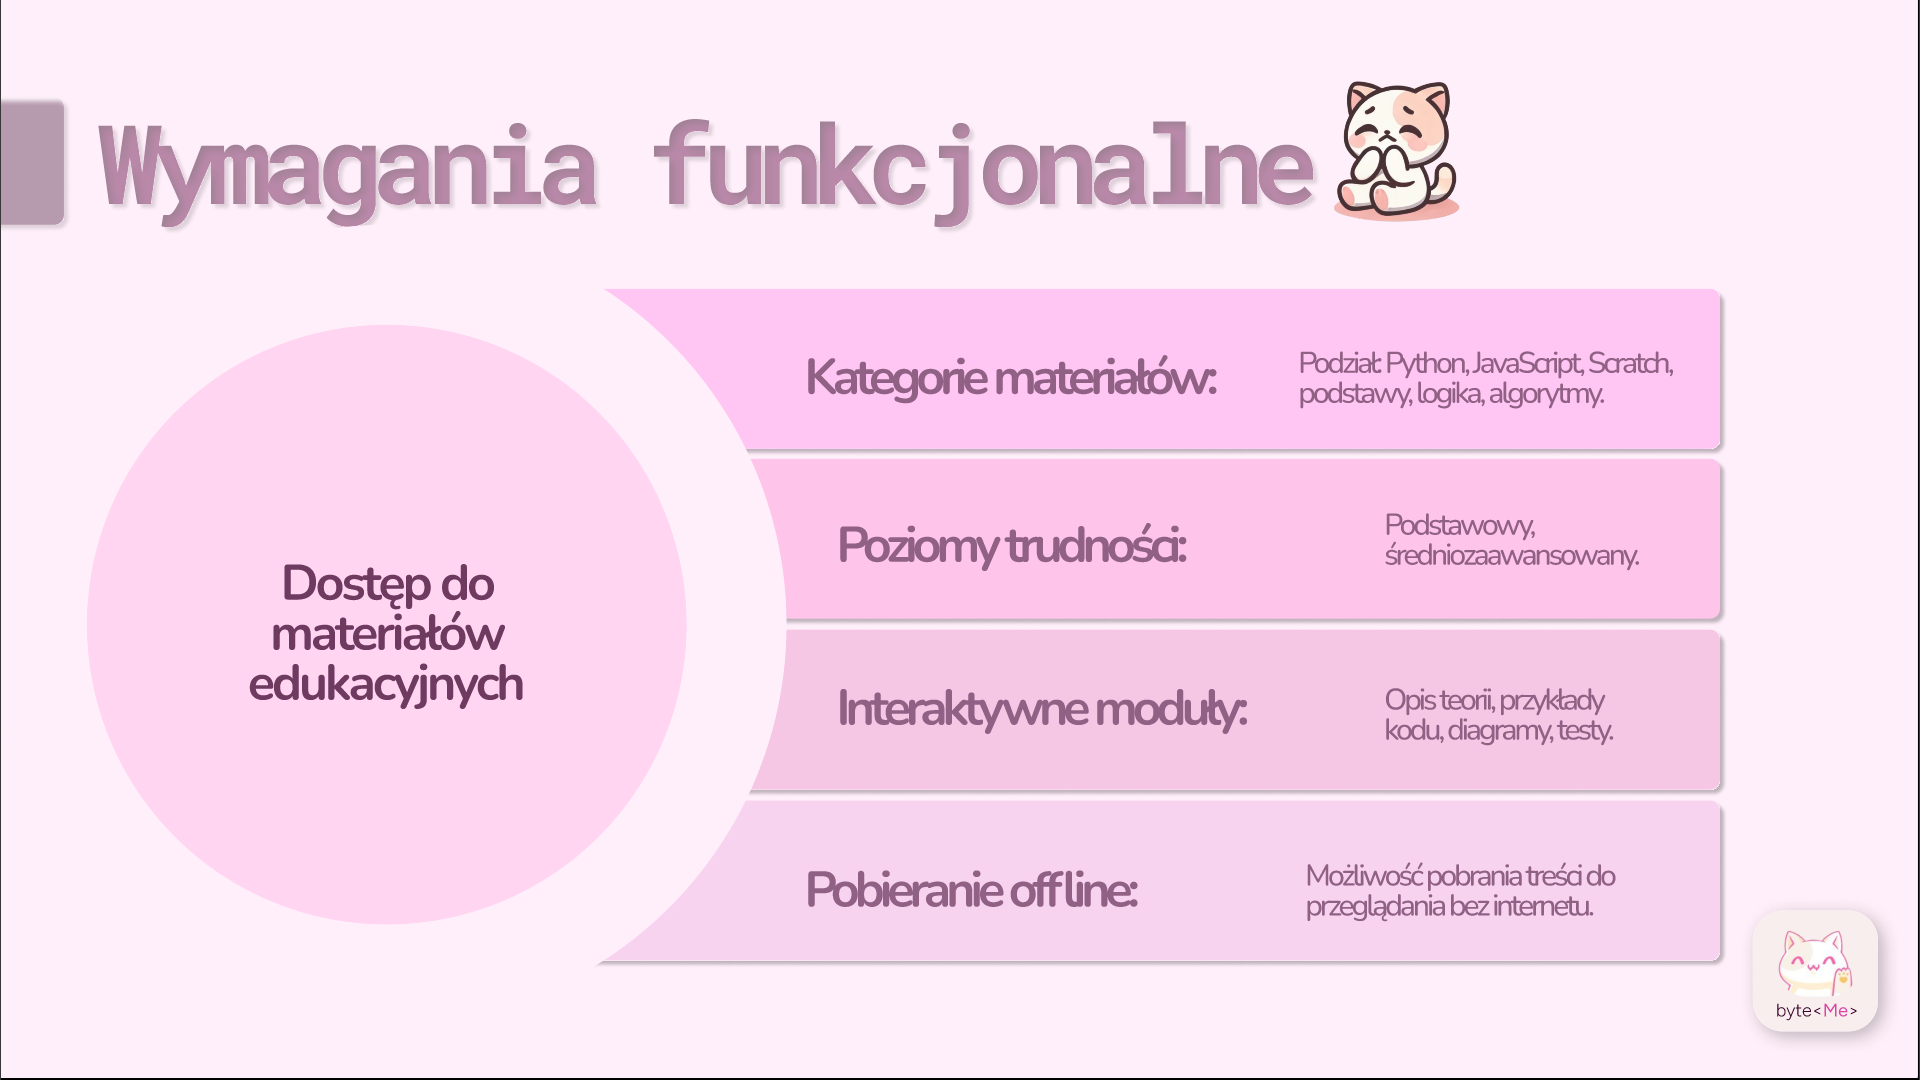 Wymagania funkcjonalne
Dostęp do
materiałów
edukacyjnych
Kategorie materiałów:
Podział: Python, JavaScript, Scratch,
podstawy, logika, algorytmy.
Poziomy trudności:
Podstawowy,
średniozaawansowany.
Interaktywne moduły:
Opis teorii, przykłady
kodu, diagramy, testy.
Pobieranie offline:
Możliwość pobrania treści do
przeglądania bez internetu.
byte<Me>